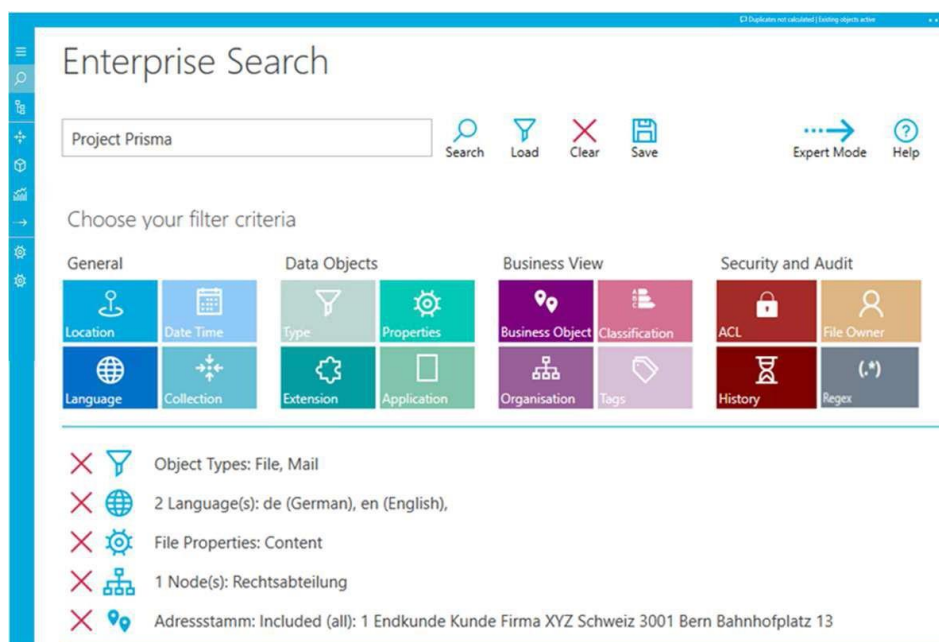 Duplicates not calculated | Existing objects active
Enterprise Search
Project Prisma
Search Load Clear Save Expert Mode Help
Choose your filter criteria
General Data Objects Business View Security and Audit
Location Date Time Type Properties Business Object Classification ACL File Owner
Language Collection Extension Application Organisation Tags History (.*) Regex
Object Types: File, Mail
2 Language(s): de (German), en (English),
File Properties: Content
1 Node(s): Rechtsabteilung
Adressstamm: Included (all): 1 Endkunde Kunde Firma XYZ Schweiz 3001 Bern Bahnhofplatz 13